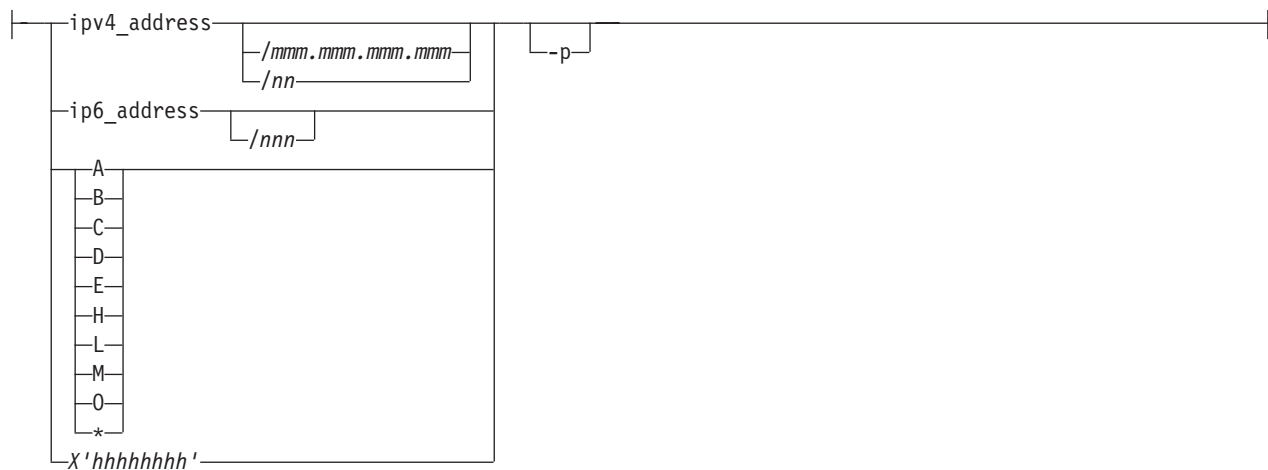 ipv4_address
/mmm.mmm.mmm.mmm
-p
/nn
ip6_address
/nnn
A
B
C
D
E
H
L
M
O
*
X'hhhhhhhh'